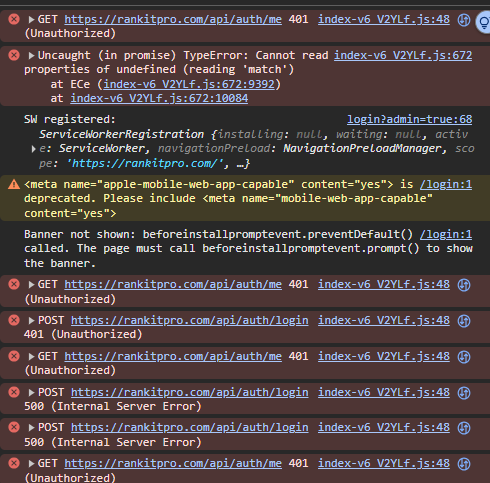 GET https://rankitpro.com/api/auth/me 401 index-v6 V2YLf.js:48
(Unauthorized)
Uncaught (in promise) TypeError: Cannot read index-v6 V2YLf.js:672
properties of undefined (reading 'match')
at ECe (index-v6 V2YLf.js:672:9392)
at index-v6 V2YLf.js:672:10084
SW registered: login?admin=true:68
ServiceWorkerRegistration {installing: null, waiting: null, activ
e: ServiceWorker, navigationPreload: NavigationPreloadManager, sco
pe: 'https://rankitpro.com/', …}
<meta name="apple-mobile-web-app-capable" content="yes"> is /login:1
deprecated. Please include <meta name="mobile-web-app-capable"
content="yes">
Banner not shown: beforeinstallpromptevent.preventDefault() /login:1
called. The page must call beforeinstallpromptevent.prompt() to show
the banner.
GET https://rankitpro.com/api/auth/me 401 index-v6 V2YLf.js:48
(Unauthorized)
POST https://rankitpro.com/api/auth/login index-v6 V2YLf.js:48
401 (Unauthorized)
GET https://rankitpro.com/api/auth/me 401 index-v6 V2YLf.js:48
(Unauthorized)
POST https://rankitpro.com/api/auth/login index-v6 V2YLf.js:48
500 (Internal Server Error)
POST https://rankitpro.com/api/auth/login index-v6 V2YLf.js:48
500 (Internal Server Error)
GET https://rankitpro.com/api/auth/me 401 index-v6 V2YLf.js:48
(Unauthorized)